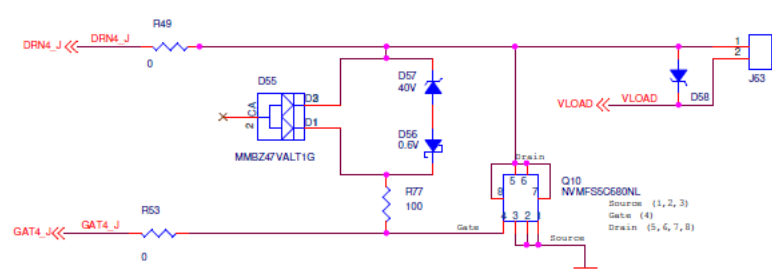 R49
DRN4_J
DRN4_J
0
D57
40V
D55
CA
2
D1
D56
0.6V
MMBZ47VALT1G
VLOAD
VLOAD
D58
1
2
J63
Drain
5 6
8
7
Q10
NVMFS5C680NL
Source (1,2,3)
Gate (4)
Drain (5,6,7,8)
4 3 2 1
R77
100
R53
GAT4_J
GAT4_J
0
Gate
Source